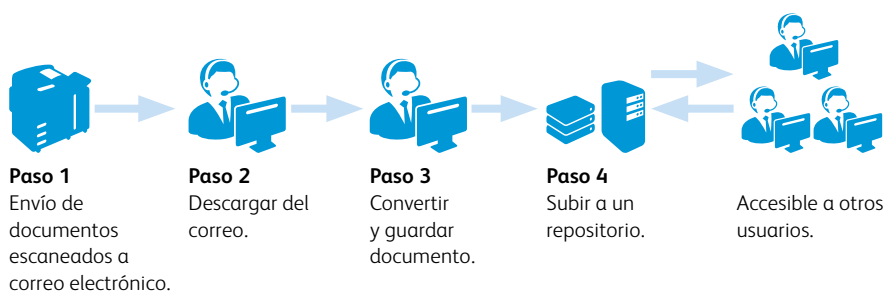 Paso 1
Envío de
documentos
escaneados a
correo electrónico.
Paso 2
Descargar del
correo.
Paso 3
Convertir
y guardar
documento.
Paso 4
Subir a un
repositorio.
Accesible a otros
usuarios.